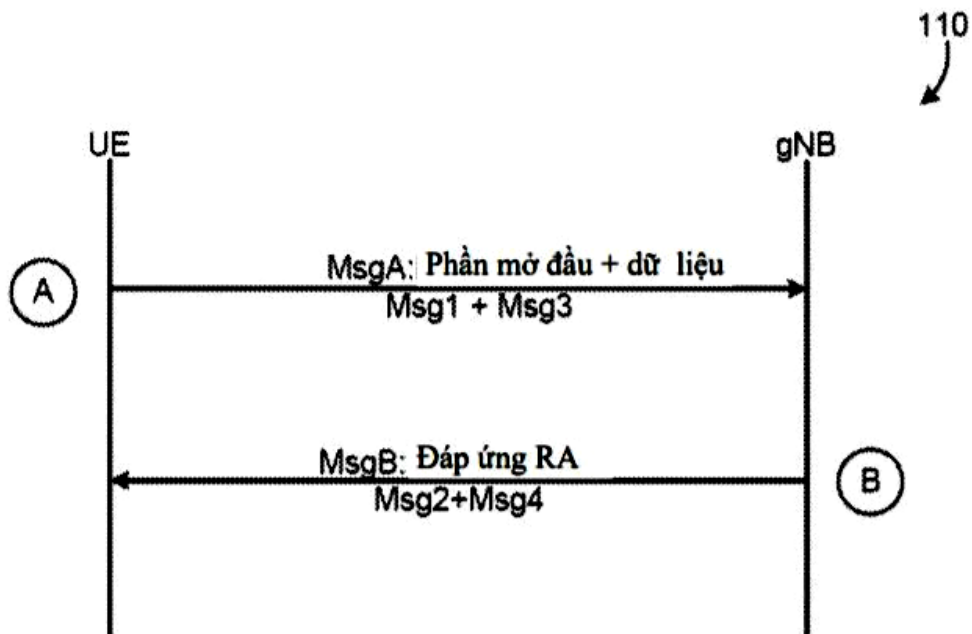 110
UE
gNB
MsgA: Phần mở đầu + dữ liệu
A
Msg1 + Msg3
MsgB: Đáp ứng RA
B
Msg2+Msg4